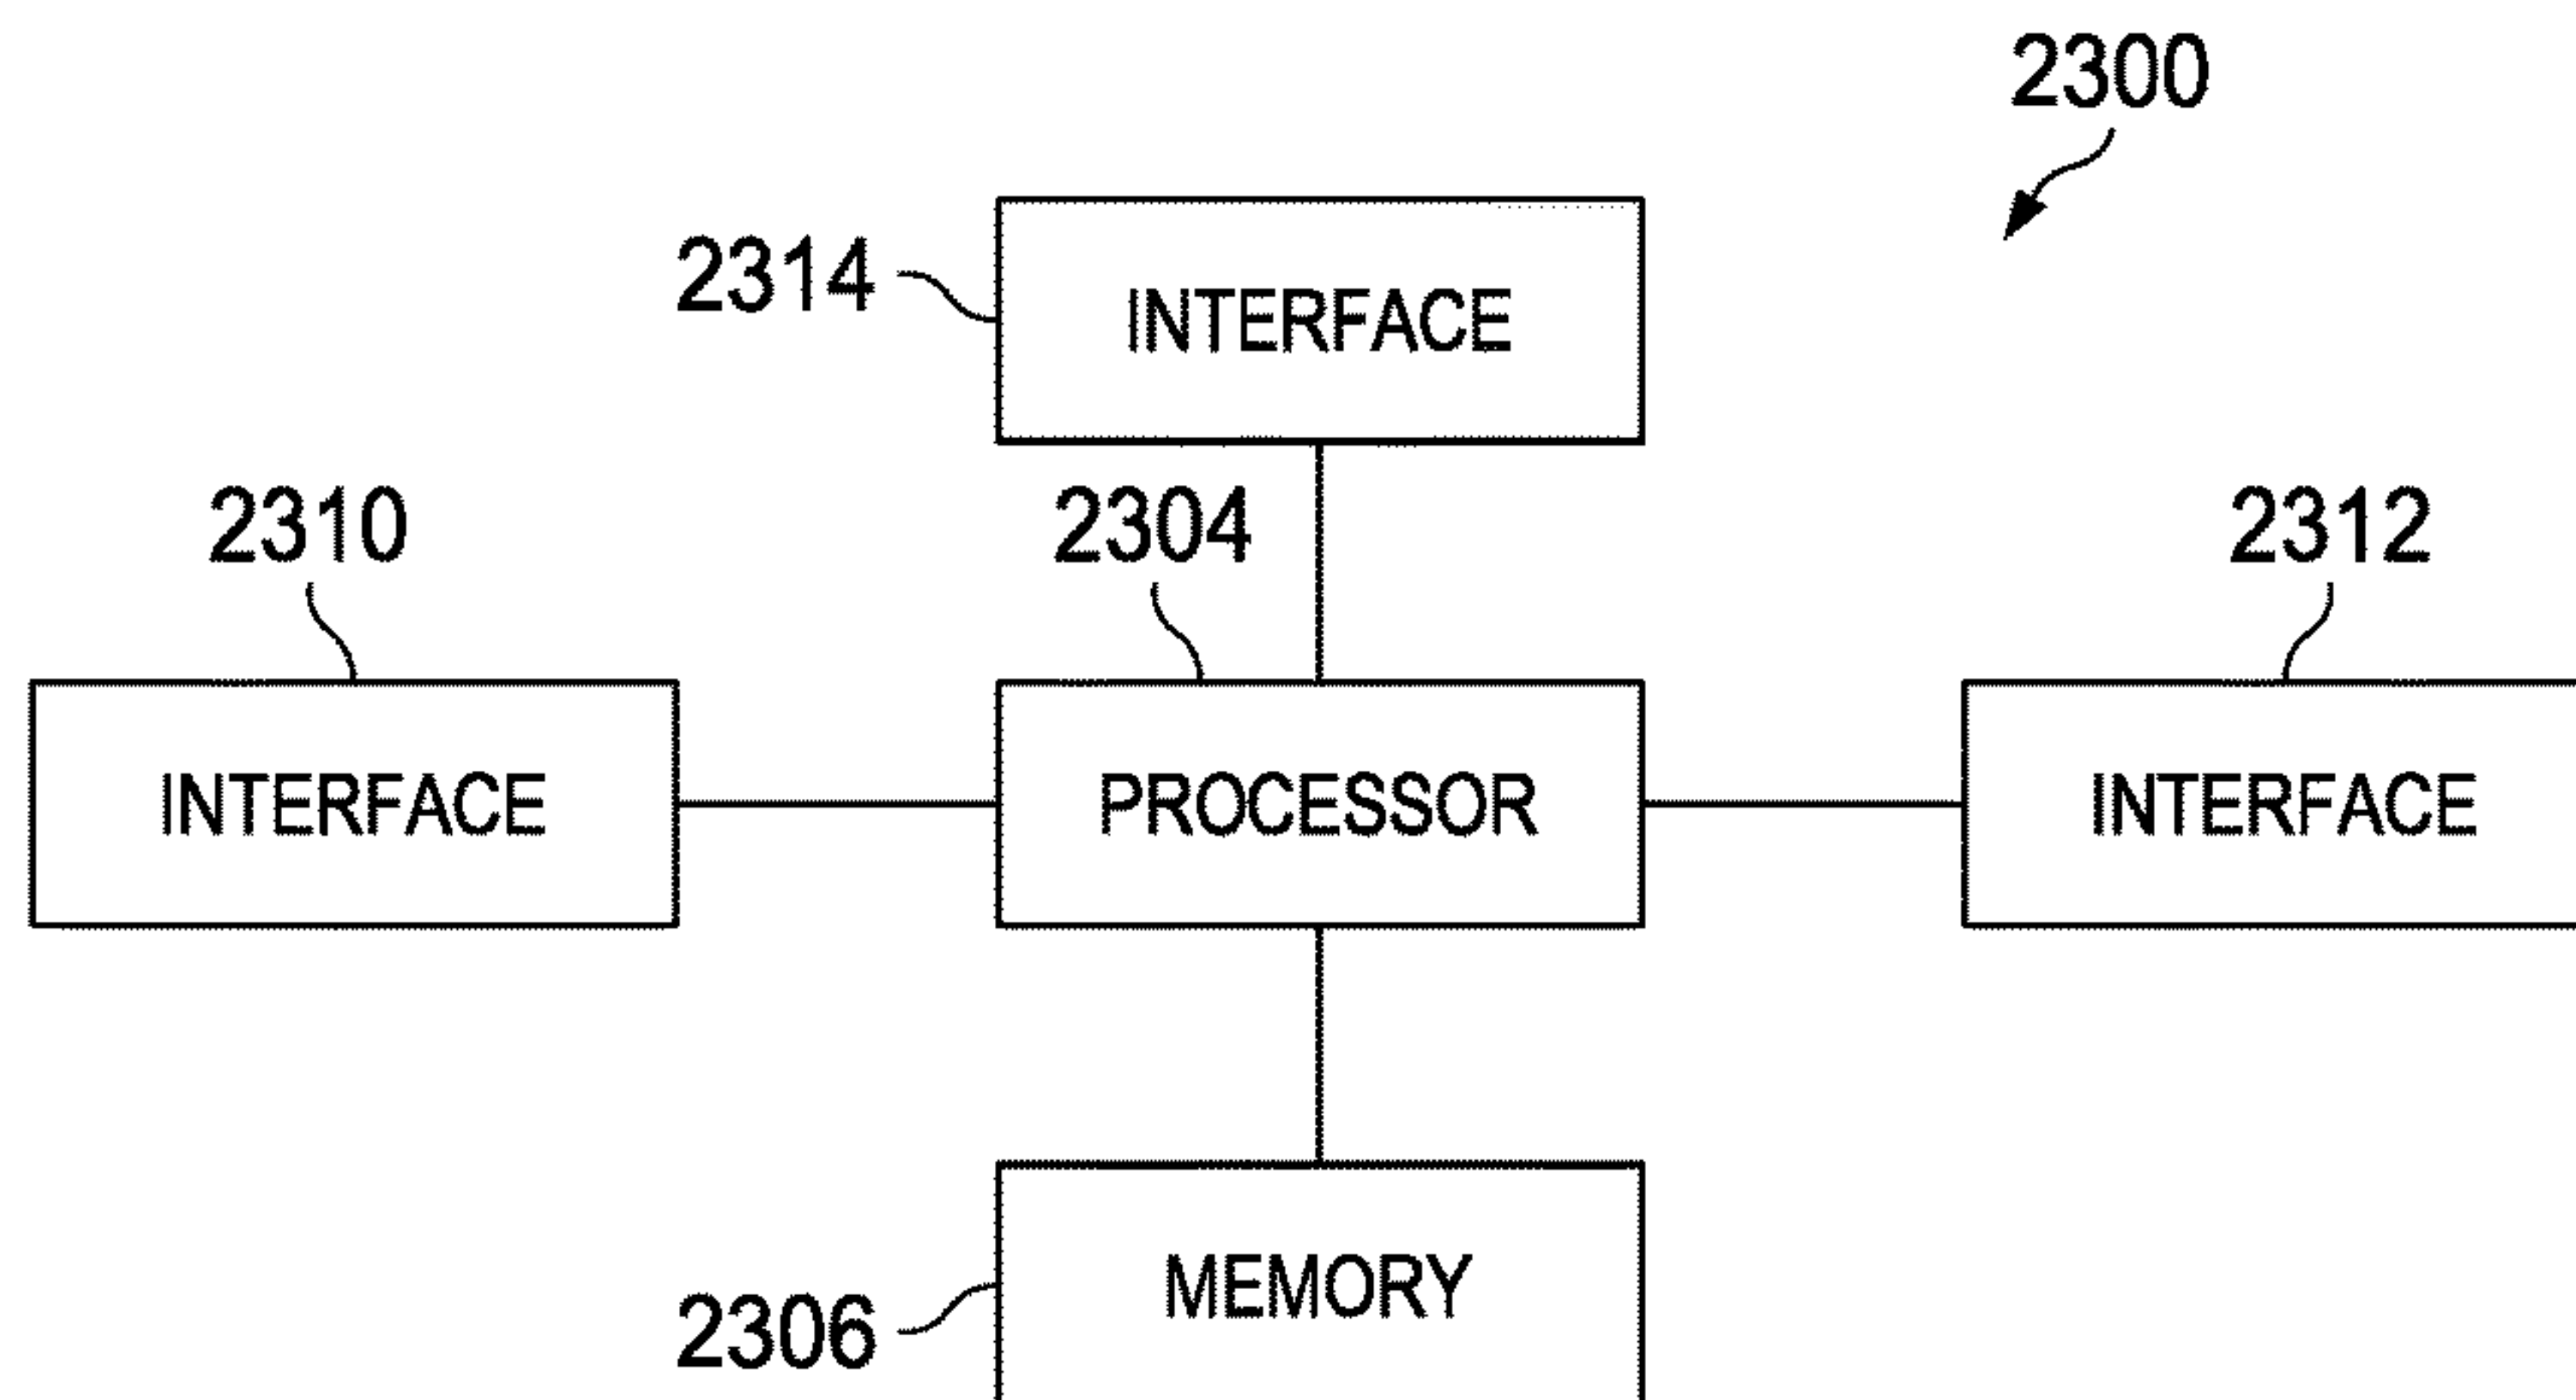 2300
2314
INTERFACE
2310
2304
2312
INTERFACE
PROCESSOR
INTERFACE
MEMORY
2306